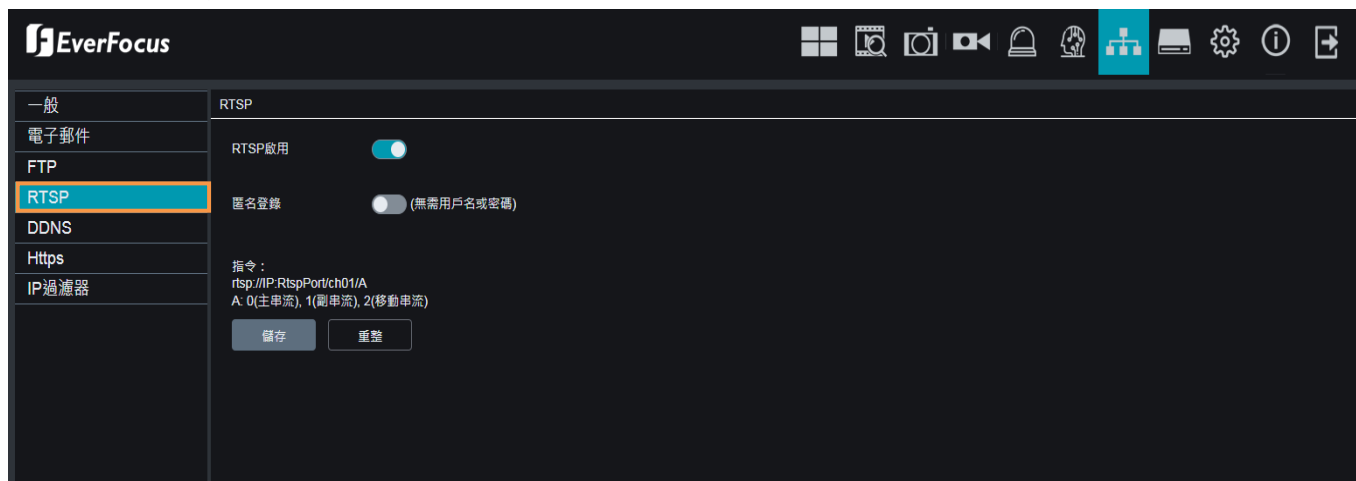 EverFocus
一般
電子郵件
FTP
RTSP
DDNS
Https
IP過濾器
RTSP
RTSP啟用
匿名登錄 (無需用戶名或密碼)
指令：
rtsp://IP:RtspPort/ch01/A
A: 0(主串流), 1(副串流), 2(移動串流)
儲存 重整